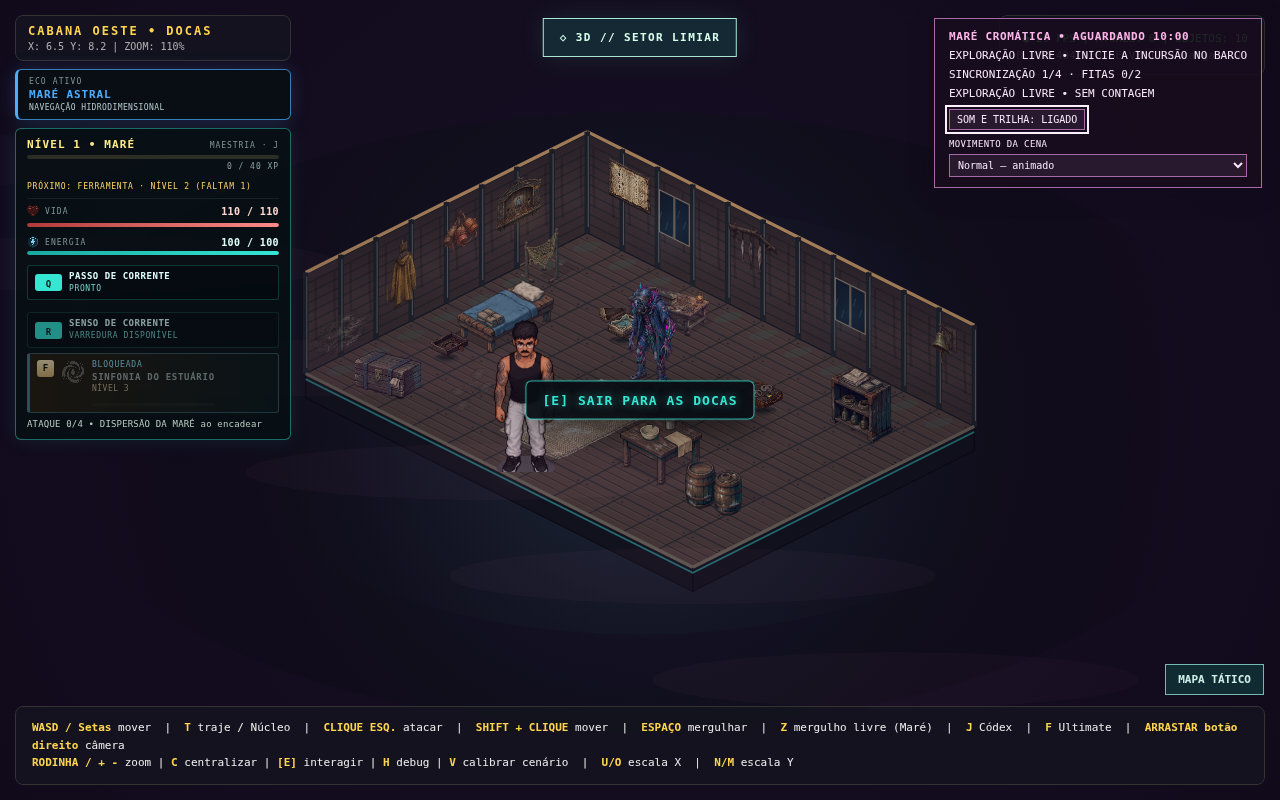 CABANA OESTE • DOCAS
X: 6.5 Y: 8.2 | ZOOM: 110%
ECO ATIVO
MARÉ ASTRAL
NAVEGAÇÃO HIDRODIMENSIONAL
NÍVEL 1 • MARÉ
MAESTRIA · J
0 / 40 XP
PRÓXIMO: FERRAMENTA · NÍVEL 2 (FALTAM 1)
VIDA 110 / 110
ENERGIA 100 / 100
Q PASSO DE CORRENTE
PRONTO
R SENSO DE CORRENTE
VARREDURA DISPONÍVEL
F BLOQUEADA
SINFONIA DO ESTUÁRIO
NÍVEL 3
ATAQUE 0/4 • DISPERSÃO DA MARÉ ao encadear
◇ 3D // SETOR LIMIAR
MARÉ CROMÁTICA • AGUARDANDO 10:00
EXPLORAÇÃO LIVRE • INICIE A INCURSÃO NO BARCO
SINCRONIZAÇÃO 1/4 · FITAS 0/2
EXPLORAÇÃO LIVRE • SEM CONTAGEM
SOM E TRILHA: LIGADO
MOVIMENTO DA CENA
Normal — animado
[E] SAIR PARA AS DOCAS
MAPA TÁTICO
WASD / Setas mover | T traje / Núcleo | CLIQUE ESQ. atacar | SHIFT + CLIQUE mover | ESPAÇO mergulhar | Z mergulho livre (Maré) | J Códex | F Ultimate | ARRASTAR botão
direito câmera
RODINHA / + - zoom | C centralizar | [E] interagir | H debug | V calibrar cenário | U/O escala X | N/M escala Y